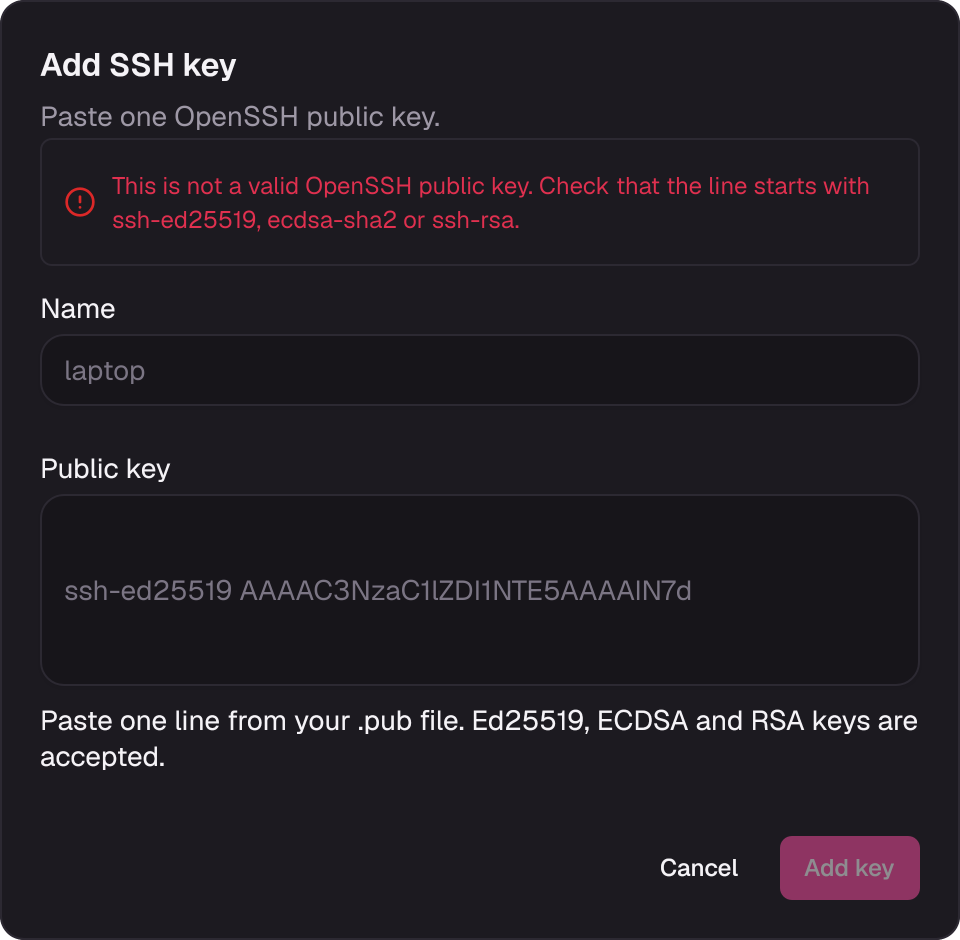 Add SSH key
Paste one OpenSSH public key.
This is not a valid OpenSSH public key. Check that the line starts with
ssh-ed25519, ecdsa-sha2 or ssh-rsa.
Name
laptop
Public key
ssh-ed25519 AAAAC3NzaC1lZDI1NTE5AAAAIN7d
Paste one line from your .pub file. Ed25519, ECDSA and RSA keys are
accepted.
Cancel
Add key